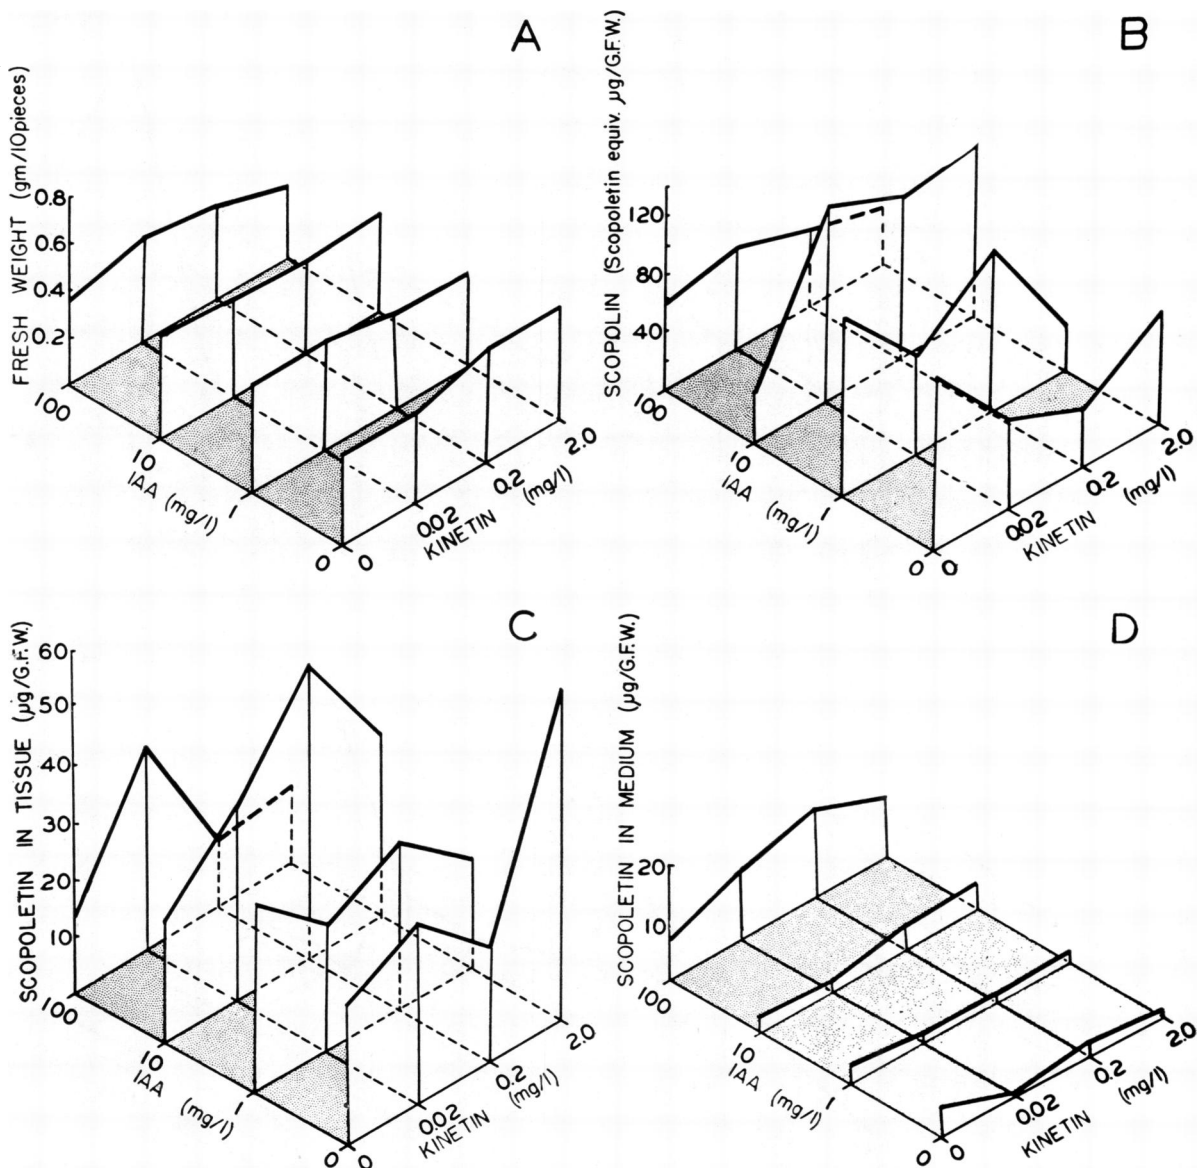 A
FRESH WEIGHT (gm/10pieces)
0.8
0.6
0.4
0.2
100
10
IAA (mg/l)
1
0
0
0.02
KINETIN
0.2
(mg/l)
2.0
B
SCOPOLIN (Scopoletin equiv. µg/G.F.W.)
120
80
40
100
10
IAA (mg/l)
1
0
0
0.02
KINETIN
0.2
(mg/l)
2.0
C
SCOPOLETIN IN TISSUE (µg/G.F.W.)
60
50
40
30
20
10
100
10
IAA (mg/l)
1
0
0
0.02
KINETIN
0.2
(mg/l)
2.0
D
SCOPOLETIN IN MEDIUM (µg/G.F.W.)
20
10
100
10
IAA (mg/l)
1
0
0
0.02
KINETIN
0.2
(mg/l)
2.0